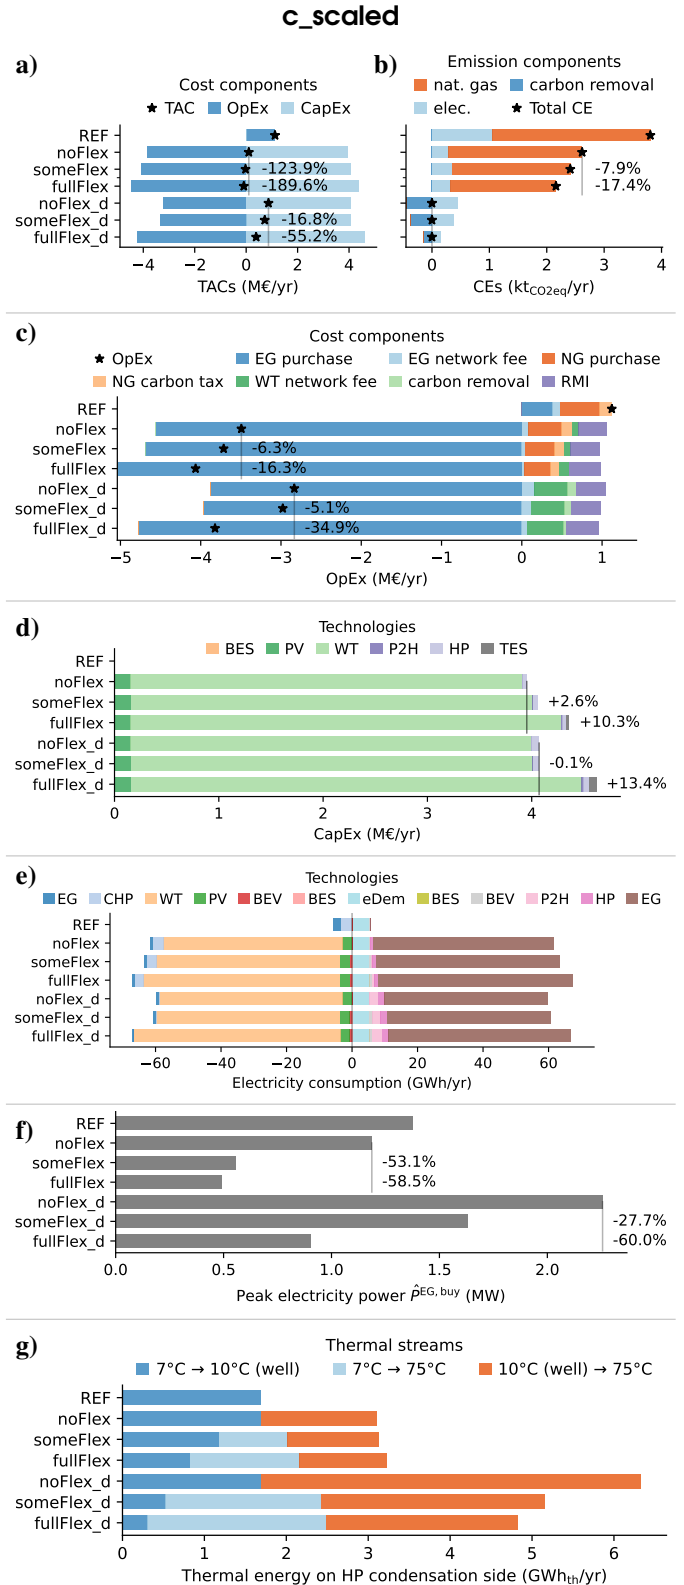 c_scaled
a)
Cost components
TAC OpEx CapEx
REF
noFlex
someFlex
fullFlex
noFlex_d
someFlex_d
fullFlex_d
-123.9%
-189.6%
-16.8%
-55.2%
−4 −2 0 2 4
TACs (M€/yr)
b)
Emission components
nat. gas carbon removal
elec. Total CE
-7.9%
-17.4%
0 1 2 3 4
CEs (ktCO2eq/yr)
c)
Cost components
OpEx EG purchase EG network fee NG purchase
NG carbon tax WT network fee carbon removal RMI
REF
noFlex
someFlex
fullFlex
noFlex_d
someFlex_d
fullFlex_d
-6.3%
-16.3%
-5.1%
-34.9%
−5 −4 −3 −2 −1 0 1
OpEx (M€/yr)
d)
Technologies
BES PV WT P2H HP TES
REF
noFlex
someFlex
fullFlex
noFlex_d
someFlex_d
fullFlex_d
+2.6%
+10.3%
-0.1%
+13.4%
0 1 2 3 4
CapEx (M€/yr)
e)
Technologies
EG CHP WT PV BEV BES eDem BES BEV P2H HP EG
REF
noFlex
someFlex
fullFlex
noFlex_d
someFlex_d
fullFlex_d
−60 −40 −20 0 20 40 60
Electricity consumption (GWh/yr)
f)
REF
noFlex
someFlex
fullFlex
noFlex_d
someFlex_d
fullFlex_d
-53.1%
-58.5%
-27.7%
-60.0%
0.0 0.5 1.0 1.5 2.0
Peak electricity power P̂EG, buy (MW)
g)
Thermal streams
7°C → 10°C (well) 7°C → 75°C 10°C (well) → 75°C
REF
noFlex
someFlex
fullFlex
noFlex_d
someFlex_d
fullFlex_d
0 1 2 3 4 5 6
Thermal energy on HP condensation side (GWhth/yr)